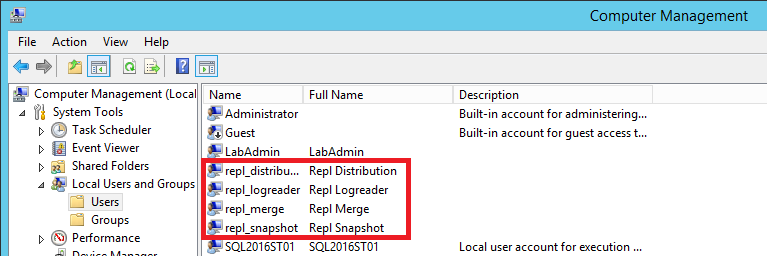 Computer Management
File Action View Help
Computer Management (Local
System Tools
Task Scheduler
Event Viewer
Shared Folders
Local Users and Groups
Users
Groups
Performance
Device Manager
Name Full Name Description
Administrator Built-in account for administering...
Guest Built-in account for guest access t...
LabAdmin LabAdmin
repl_distribu... Repl Distribution
repl_logreader Repl Logreader
repl_merge Repl Merge
repl_snapshot Repl Snapshot
SQL2016ST01 SQL2016ST01 Local user account for execution ...